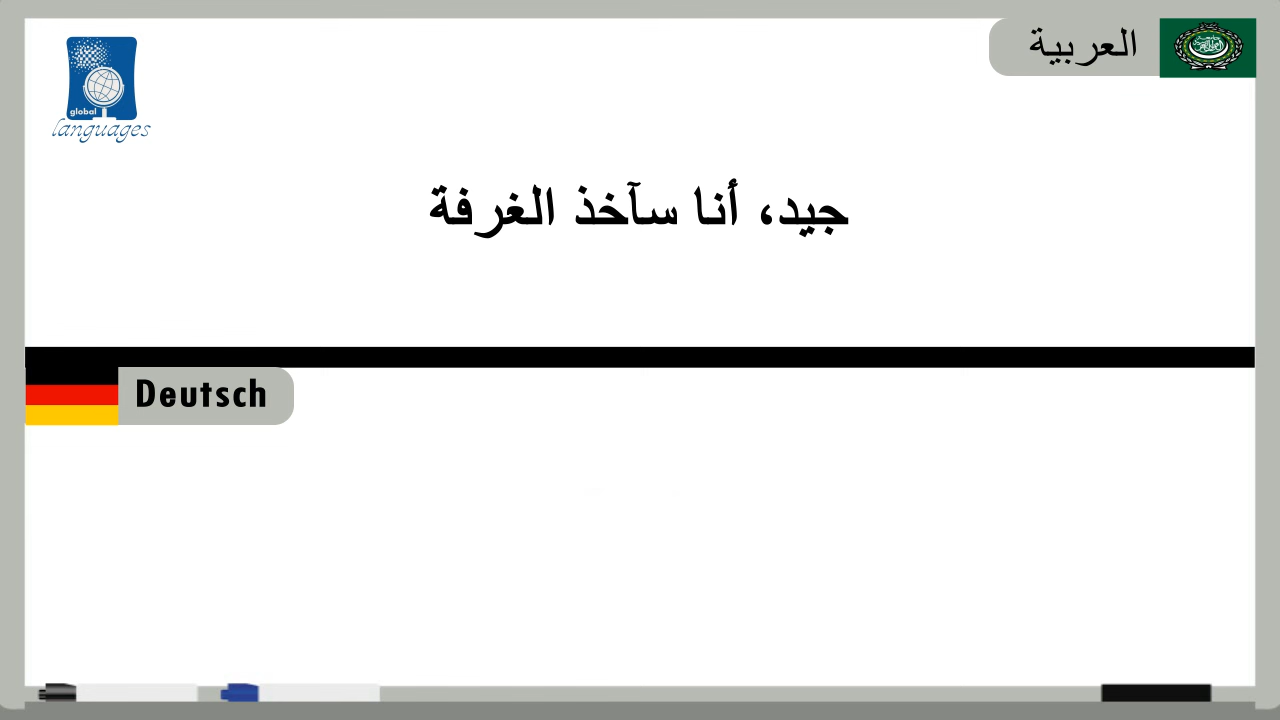 العربية
global
languages
جيد، أنا سآخذ الغرفة
Deutsch